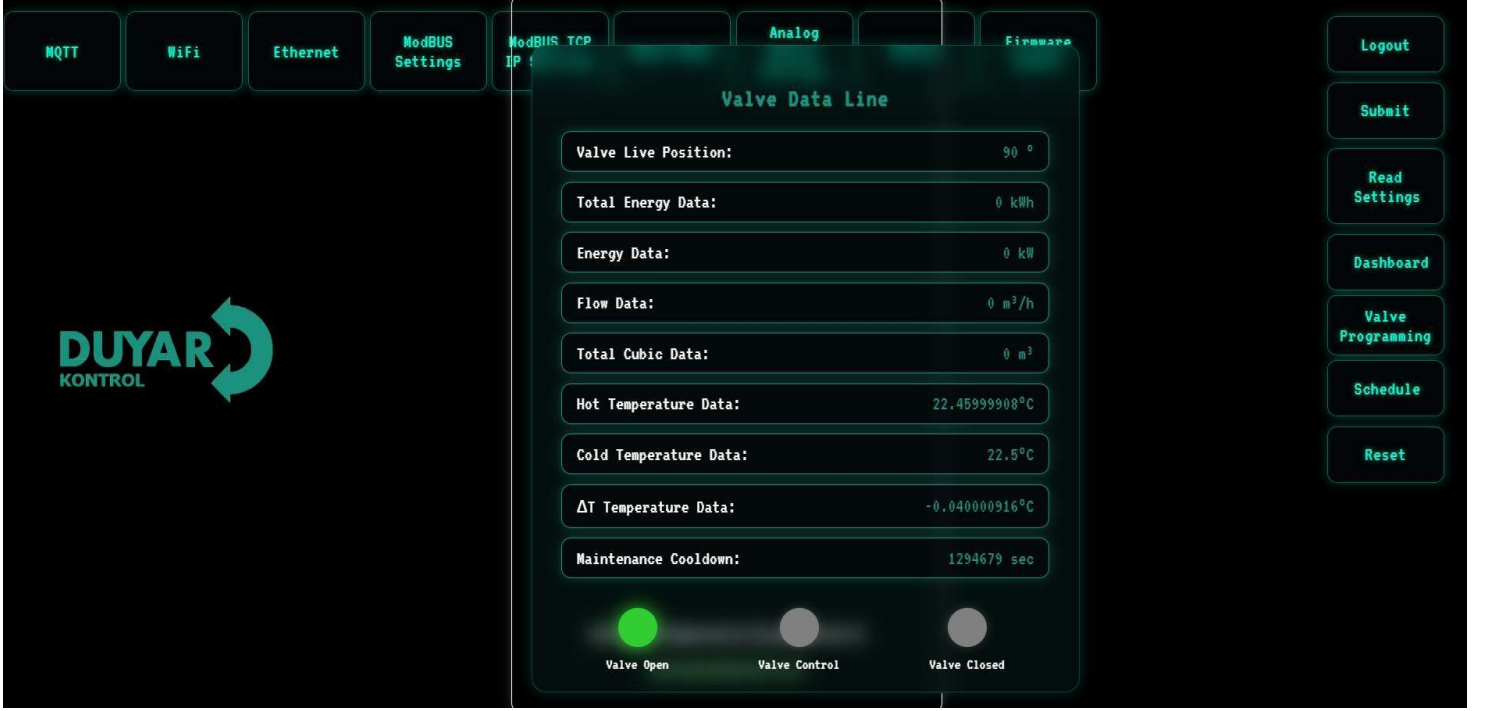 MQTT
WiFi
Ethernet
ModBUS
Settings
ModBUS TCP
IP
Analog
Firmware
Logout
Submit
Read
Settings
Dashboard
Valve
Programming
Schedule
Reset
DUYAR
KONTROL
Valve Data Line
Valve Live Position: 90 °
Total Energy Data: 0 kWh
Energy Data: 0 kW
Flow Data: 0 m³/h
Total Cubic Data: 0 m³
Hot Temperature Data: 22.45999908°C
Cold Temperature Data: 22.5°C
ΔT Temperature Data: -0.040000916°C
Maintenance Cooldown: 1294679 sec
Valve Open Valve Control Valve Closed